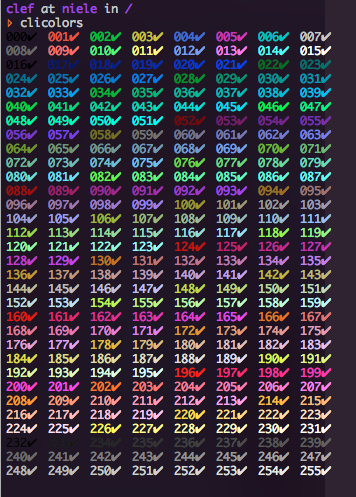 clef at niele in /
› clicolors
000✔ 001✔ 002✔ 003✔ 004✔ 005✔ 006✔ 007✔
008✔ 009✔ 010✔ 011✔ 012✔ 013✔ 014✔ 015✔
016✔ 017✔ 018✔ 019✔ 020✔ 021✔ 022✔ 023✔
024✔ 025✔ 026✔ 027✔ 028✔ 029✔ 030✔ 031✔
032✔ 033✔ 034✔ 035✔ 036✔ 037✔ 038✔ 039✔
040✔ 041✔ 042✔ 043✔ 044✔ 045✔ 046✔ 047✔
048✔ 049✔ 050✔ 051✔ 052✔ 053✔ 054✔ 055✔
056✔ 057✔ 058✔ 059✔ 060✔ 061✔ 062✔ 063✔
064✔ 065✔ 066✔ 067✔ 068✔ 069✔ 070✔ 071✔
072✔ 073✔ 074✔ 075✔ 076✔ 077✔ 078✔ 079✔
080✔ 081✔ 082✔ 083✔ 084✔ 085✔ 086✔ 087✔
088✔ 089✔ 090✔ 091✔ 092✔ 093✔ 094✔ 095✔
096✔ 097✔ 098✔ 099✔ 100✔ 101✔ 102✔ 103✔
104✔ 105✔ 106✔ 107✔ 108✔ 109✔ 110✔ 111✔
112✔ 113✔ 114✔ 115✔ 116✔ 117✔ 118✔ 119✔
120✔ 121✔ 122✔ 123✔ 124✔ 125✔ 126✔ 127✔
128✔ 129✔ 130✔ 131✔ 132✔ 133✔ 134✔ 135✔
136✔ 137✔ 138✔ 139✔ 140✔ 141✔ 142✔ 143✔
144✔ 145✔ 146✔ 147✔ 148✔ 149✔ 150✔ 151✔
152✔ 153✔ 154✔ 155✔ 156✔ 157✔ 158✔ 159✔
160✔ 161✔ 162✔ 163✔ 164✔ 165✔ 166✔ 167✔
168✔ 169✔ 170✔ 171✔ 172✔ 173✔ 174✔ 175✔
176✔ 177✔ 178✔ 179✔ 180✔ 181✔ 182✔ 183✔
184✔ 185✔ 186✔ 187✔ 188✔ 189✔ 190✔ 191✔
192✔ 193✔ 194✔ 195✔ 196✔ 197✔ 198✔ 199✔
200✔ 201✔ 202✔ 203✔ 204✔ 205✔ 206✔ 207✔
208✔ 209✔ 210✔ 211✔ 212✔ 213✔ 214✔ 215✔
216✔ 217✔ 218✔ 219✔ 220✔ 221✔ 222✔ 223✔
224✔ 225✔ 226✔ 227✔ 228✔ 229✔ 230✔ 231✔
232✔ 233✔ 234✔ 235✔ 236✔ 237✔ 238✔ 239✔
240✔ 241✔ 242✔ 243✔ 244✔ 245✔ 246✔ 247✔
248✔ 249✔ 250✔ 251✔ 252✔ 253✔ 254✔ 255✔